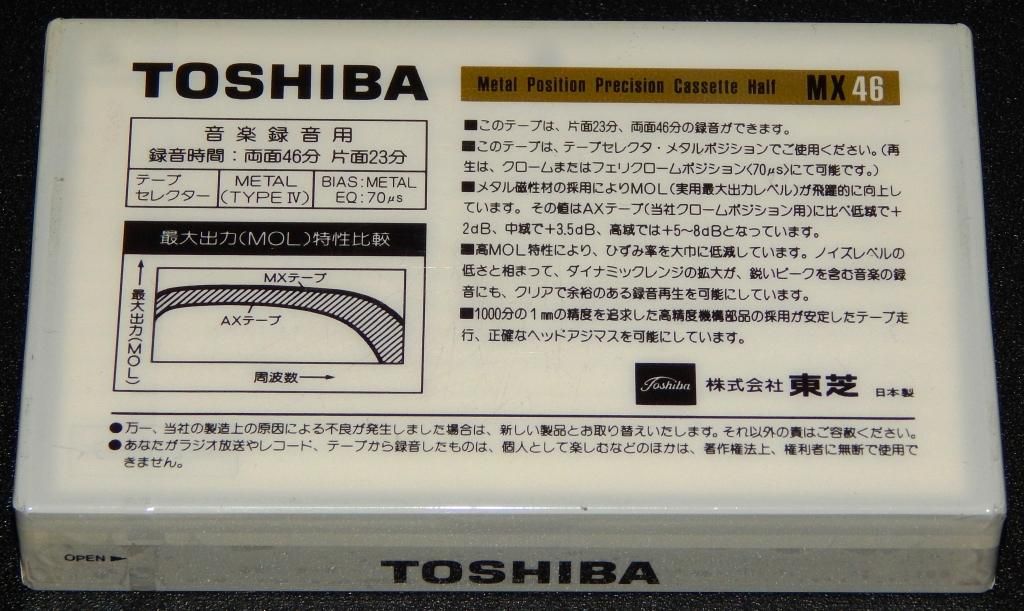 TOSHIBA
Metal Position Precision Cassette Half MX 46
音楽録音用
録音時間：両面46分 片面23分
テープ
セレクター
METAL
(TYPE Ⅳ)
BIAS：METAL
EQ：70μs
最大出力(MOL)特性比較
最大出力(MOL)
MXテープ
AXテープ
周波数
■このテープは、片面23分、両面46分の録音ができます。
■このテープは、テープセレクタ・メタルポジションでご使用ください。(再
生は、クロームまたはフェリクロームポジション〈70μs〉にて可能です。)
■メタル磁性材の採用によりMOL(実用最大出力レベル)が飛躍的に向上し
ています。その値はAXテープ(当社クロームポジション用)に比べ低域で+
2dB、中域で+3.5dB、高域では+5～8dBとなっています。
■高MOL特性により、ひずみ率を大巾に低減しています。ノイズレベルの
低さと相まって、ダイナミックレンジの拡大が、鋭いピークを含む音楽の録
音にも、クリアで余裕のある録音再生を可能にしています。
■1000分の1㎜の精度を追求した高精度機構部品の採用が安定したテープ走
行、正確なヘッドアジマスを可能にしています。
Toshiba 株式会社 東芝 日本製
●万一、当社の製造上の原因による不良が発生しました場合は、新しい製品とお取り替えいたします。それ以外の責はご容赦ください。
●あなたがラジオ放送やレコード、テープから録音したものは、個人として楽しむなどのほかは、著作権法上、権利者に無断で使用で
きません。
OPEN
TOSHIBA